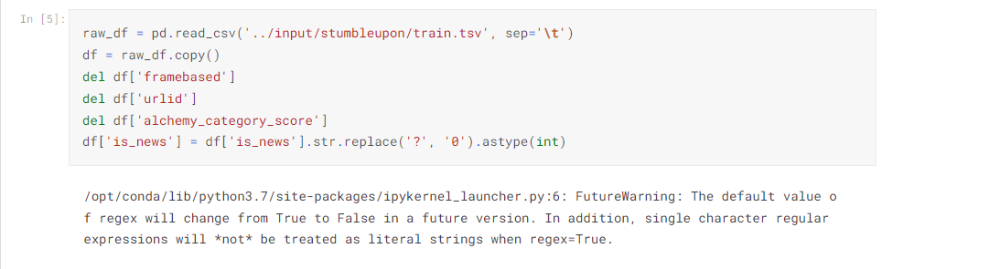 In [5]:
raw_df = pd.read_csv('../input/stumbleupon/train.tsv', sep='\t')
df = raw_df.copy()
del df['framebased']
del df['urlid']
del df['alchemy_category_score']
df['is_news'] = df['is_news'].str.replace('?', '0').astype(int)
/opt/conda/lib/python3.7/site-packages/ipykernel_launcher.py:6: FutureWarning: The default value o
f regex will change from True to False in a future version. In addition, single character regular
expressions will *not* be treated as literal strings when regex=True.